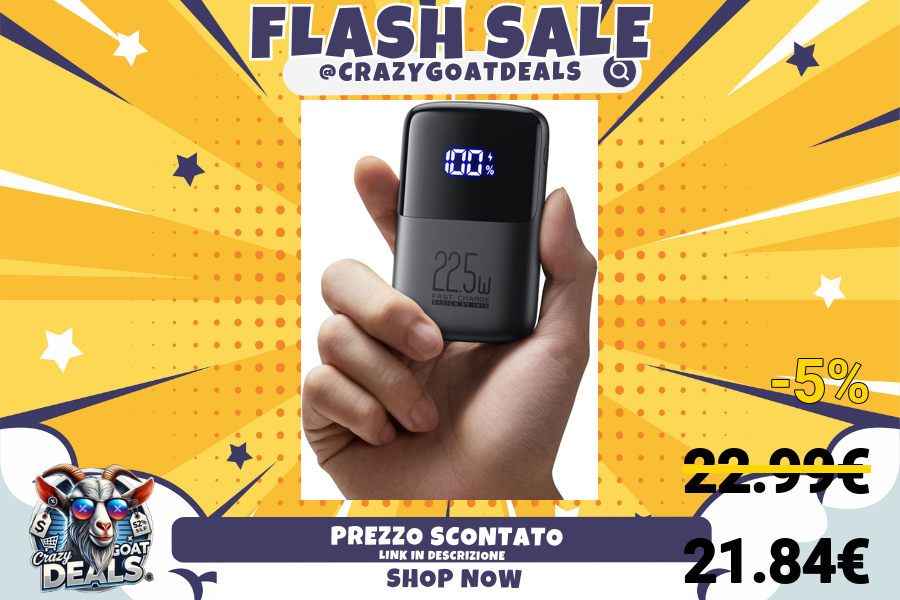 FLASH SALE
@CRAZYGOATDEALS
100%
22.5W
FAST CHARGE
-5%
22.99€
PREZZO SCONTATO
LINK IN DESCRIZIONE
SHOP NOW
21.84€
$
52%
Crazy
GOAT
DEALS